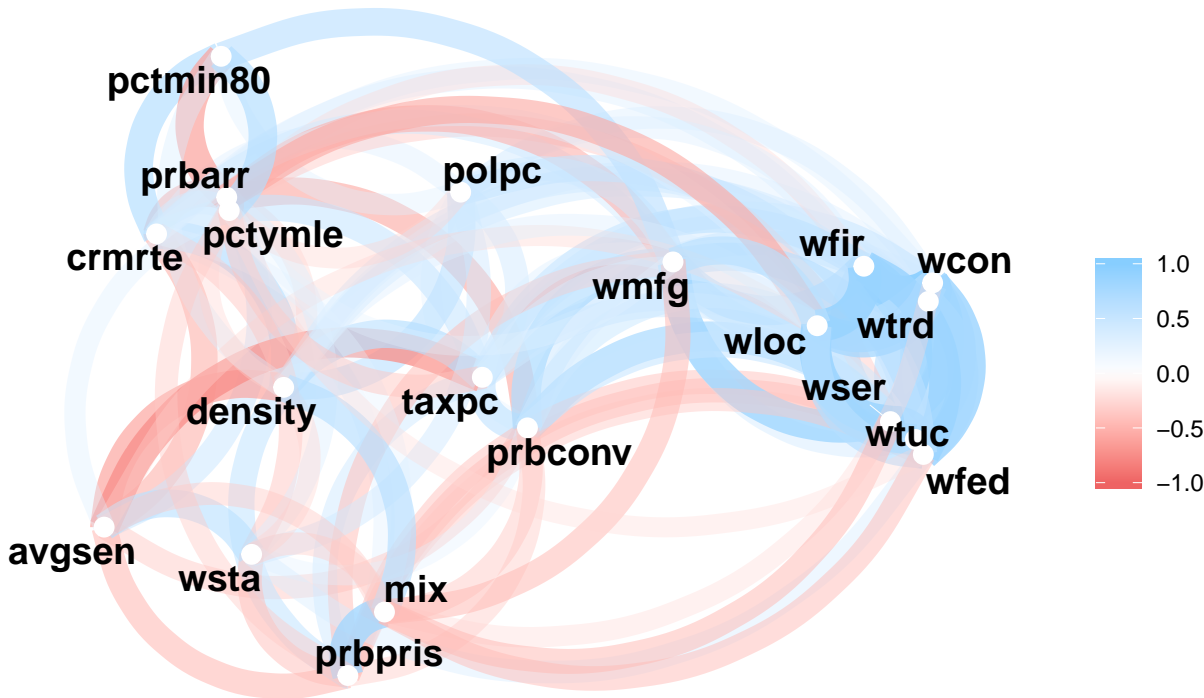 pctmin80
prbarr
polpc
pctymle
crmrte
wfir
wcon
wmfg
wloc
wtrd
wser
density
taxpc
prbconv
wtuc
wfed
avgsen
wsta
mix
prbpris
1.0
0.5
0.0
−0.5
−1.0